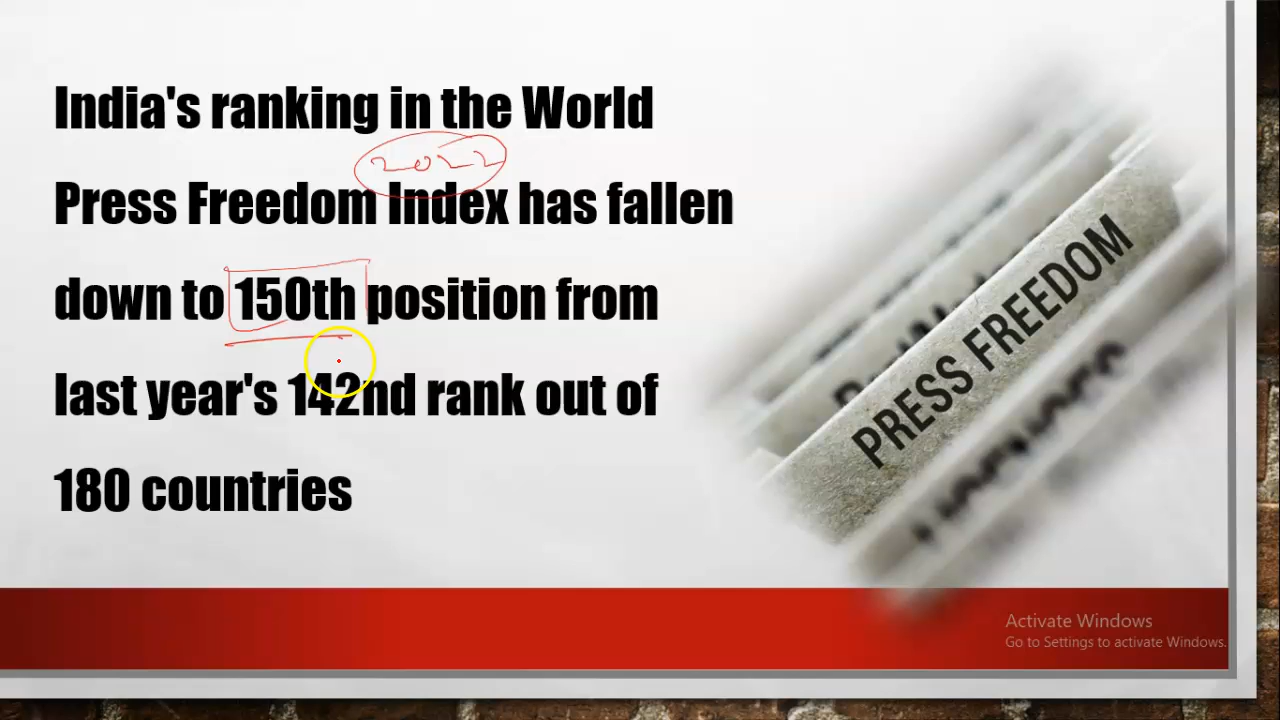 India's ranking in the World
2022
Press Freedom Index has fallen
down to 150th position from
last year's 142nd rank out of
180 countries
PRESS FREEDOM
Activate Windows
Go to Settings to activate Windows.